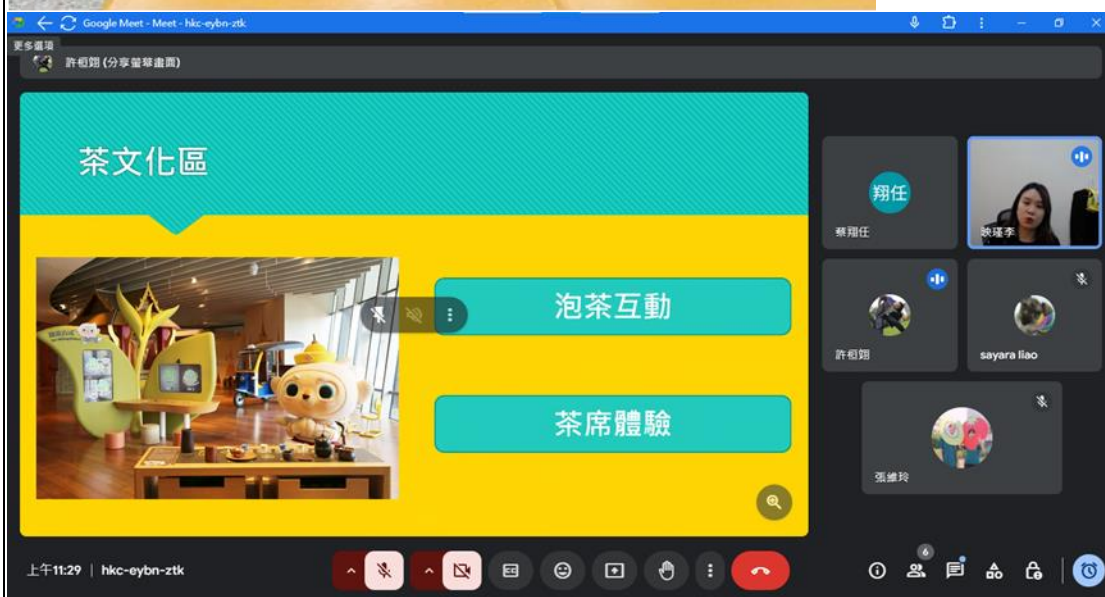 Google Meet - Meet - hkc-eybn-ztk
更多選項
許桓翊 (分享螢幕畫面)
茶文化區
泡茶互動
茶席體驗
翔任
蔡翔任
映瑾李
許桓翊
sayara liao
張維玲
上午11:29 | hkc-eybn-ztk
6